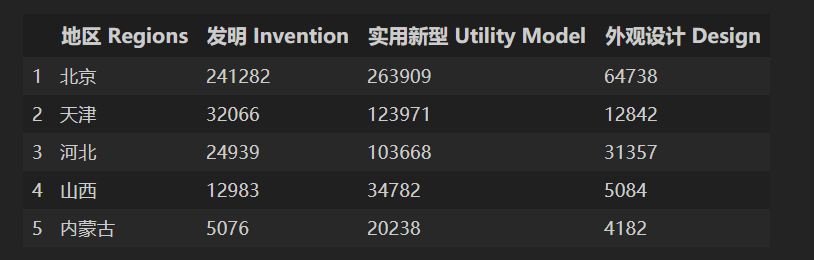 地区 Regions 发明 Invention 实用新型 Utility Model 外观设计 Design
1 北京 241282 263909 64738
2 天津 32066 123971 12842
3 河北 24939 103668 31357
4 山西 12983 34782 5084
5 内蒙古 5076 20238 4182